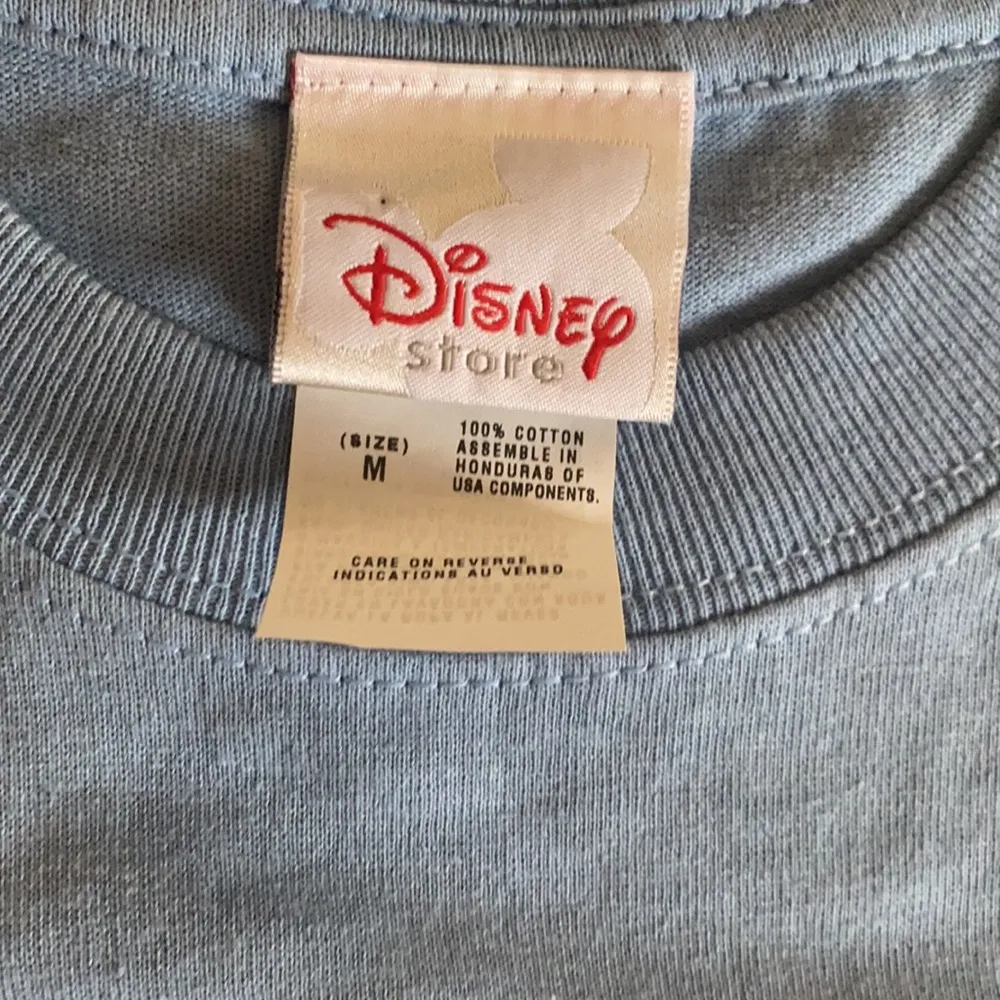 Disney
store
(SIZE)
M
100% COTTON
ASSEMBLE IN
HONDURAS OF
USA COMPONENTS.
CARE ON REVERSE
INDICATIONS AU VERSO